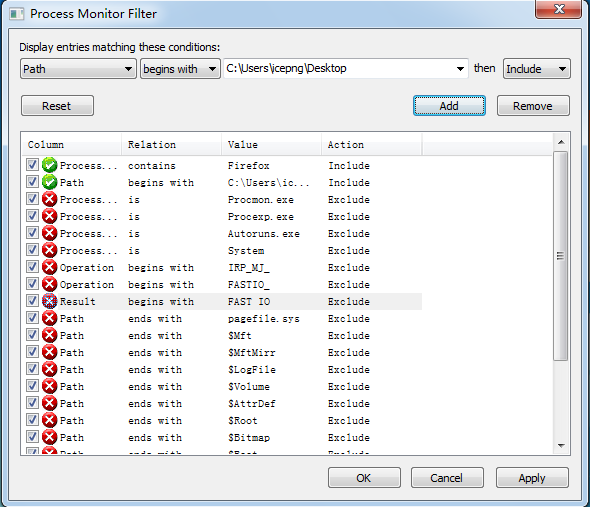 Process Monitor Filter
Display entries matching these conditions:
Path begins with C:\Users\icepng\Desktop then Include
Reset Add Remove
Column Relation Value Action
Process... contains Firefox Include
Path begins with C:\Users\ic... Include
Process... is Procmon.exe Exclude
Process... is Procexp.exe Exclude
Process... is Autoruns.exe Exclude
Process... is System Exclude
Operation begins with IRP_MJ_ Exclude
Operation begins with FASTIO_ Exclude
Result begins with FAST IO Exclude
Path ends with pagefile.sys Exclude
Path ends with $Mft Exclude
Path ends with $MftMirr Exclude
Path ends with $LogFile Exclude
Path ends with $Volume Exclude
Path ends with $AttrDef Exclude
Path ends with $Root Exclude
Path ends with $Bitmap Exclude
Path ends with $Boot Exclude
OK Cancel Apply